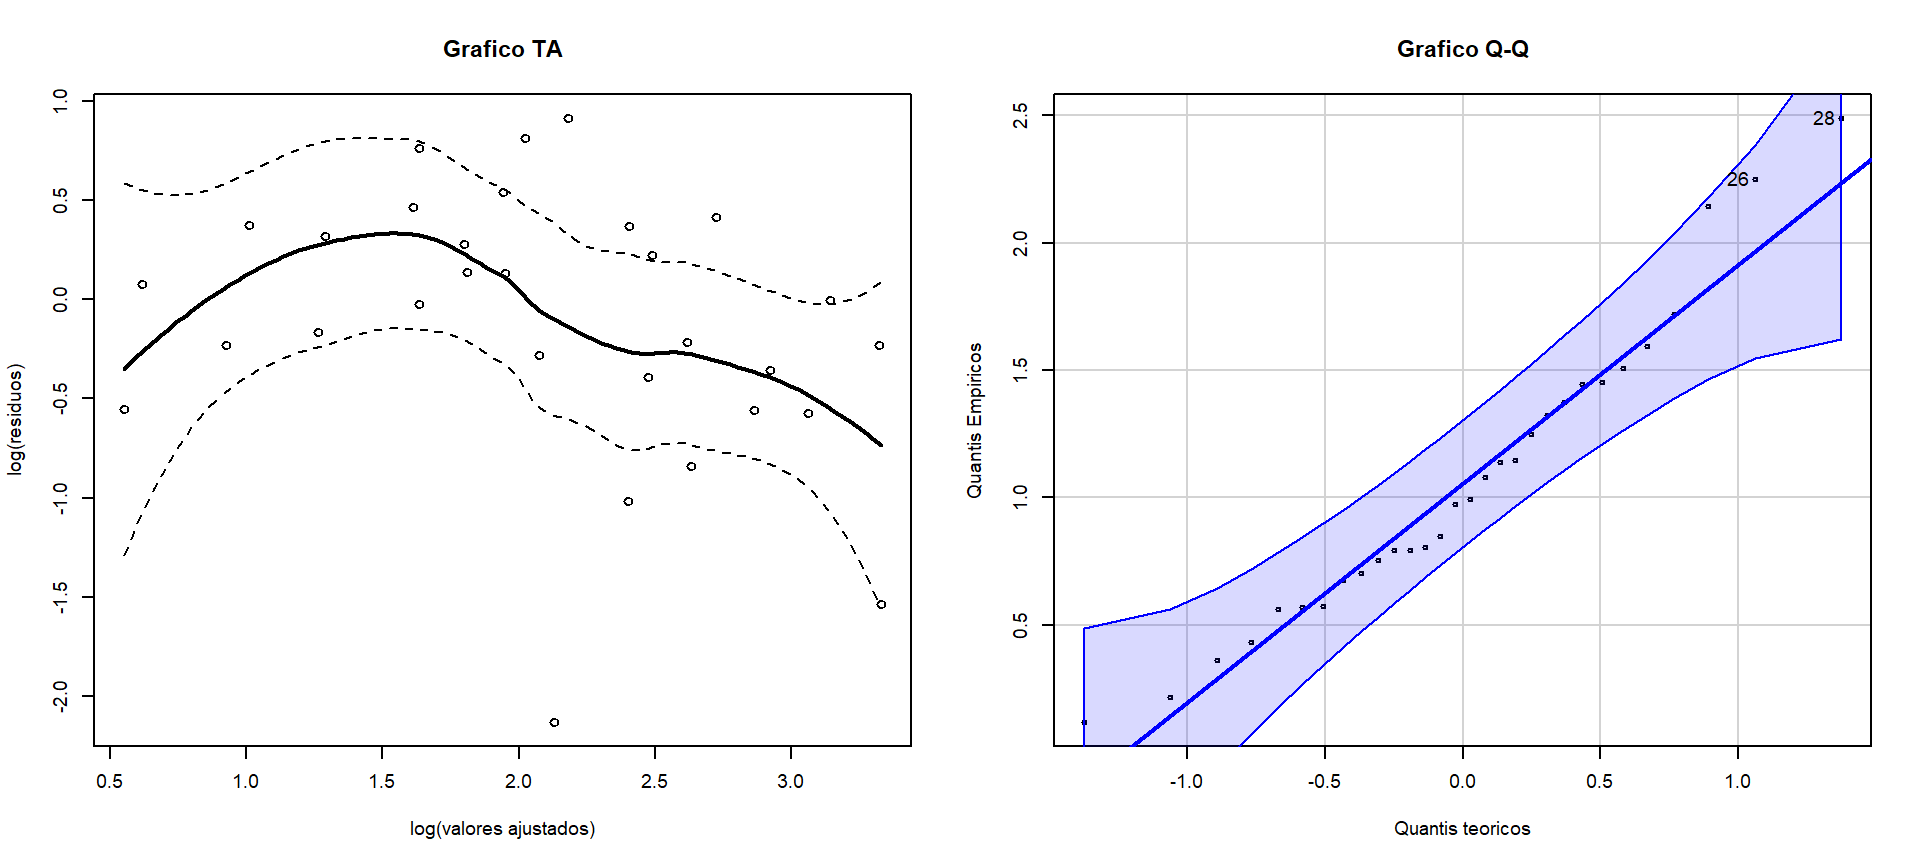 Grafico TA
1.0
0.5
0.0
-0.5
-1.0
-1.5
-2.0
log(residuos)
0.5 1.0 1.5 2.0 2.5 3.0
log(valores ajustados)
Grafico Q-Q
2.5
2.0
1.5
1.0
0.5
Quantis Empiricos
28
26
-1.0 -0.5 0.0 0.5 1.0
Quantis teoricos